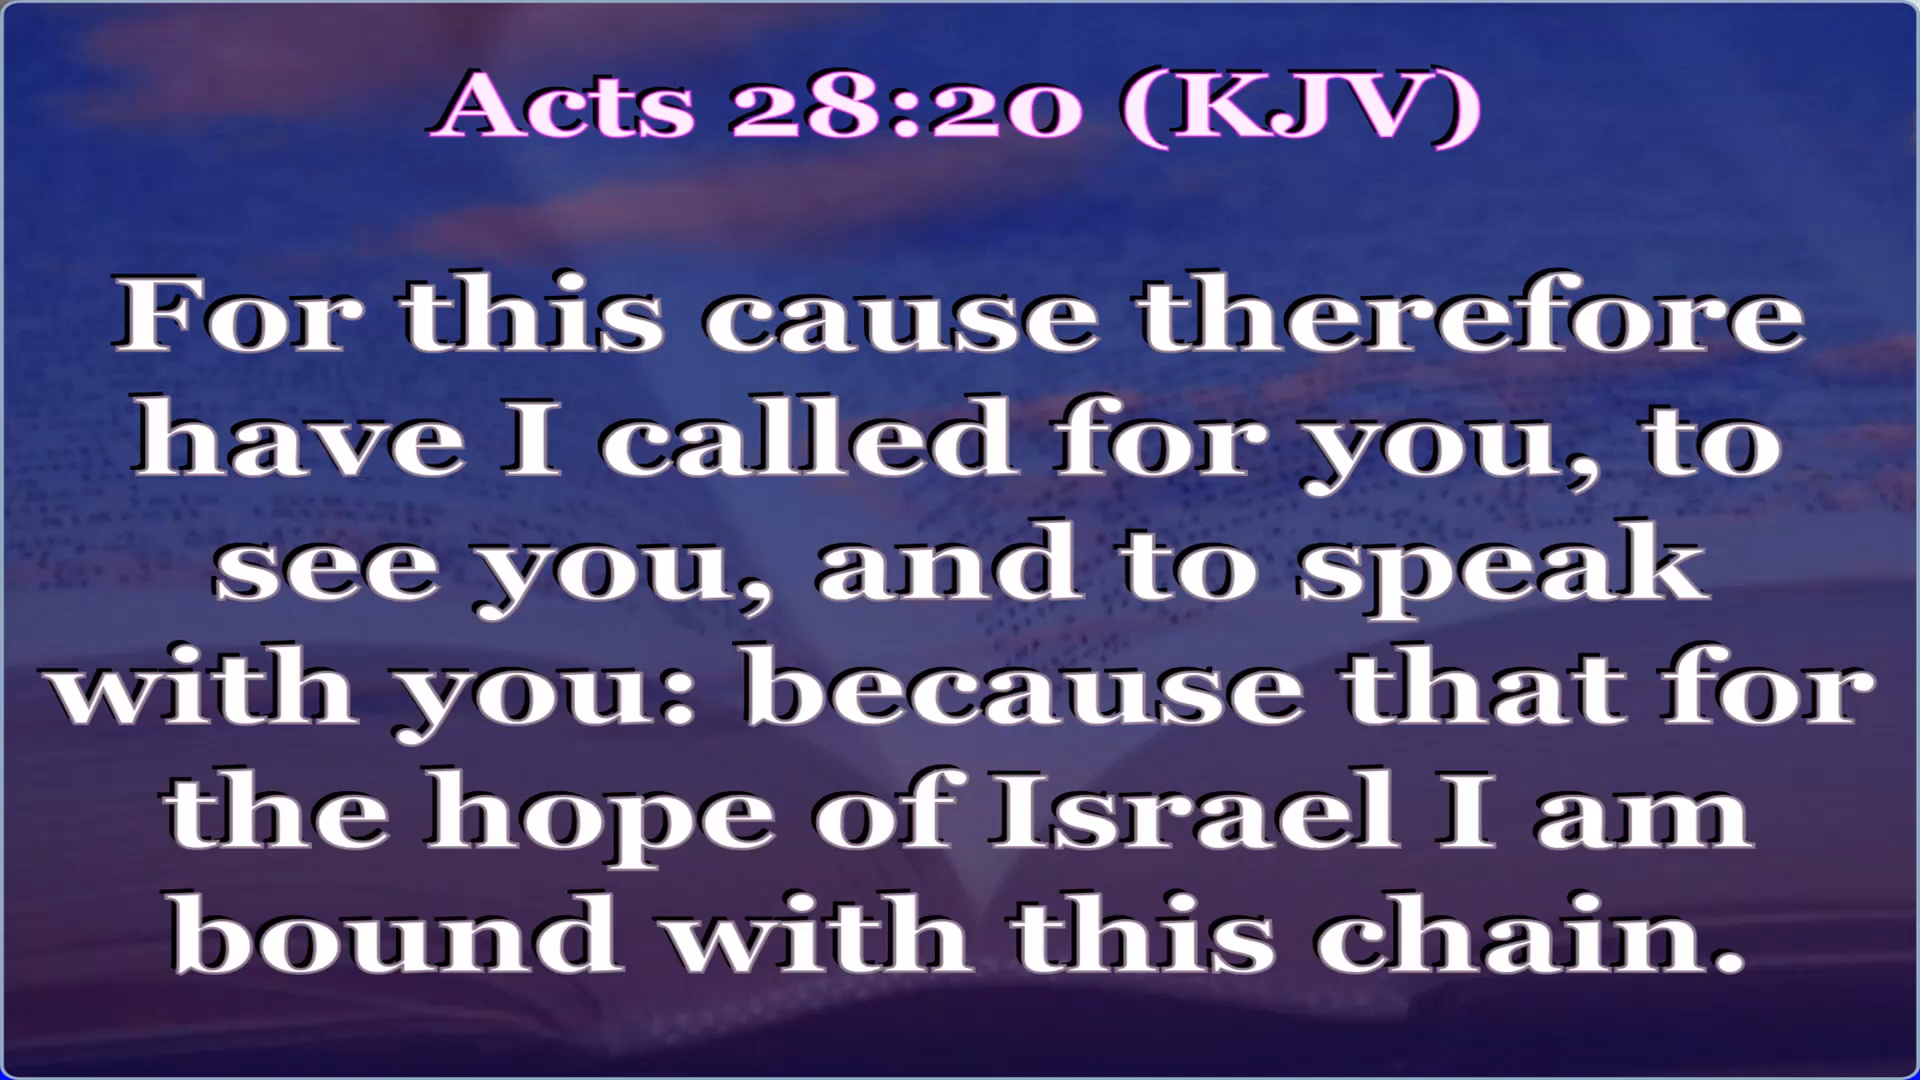 Acts 28:20 (KJV)
For this cause therefore
have I called for you, to
see you, and to speak
with you: because that for
the hope of Israel I am
bound with this chain.